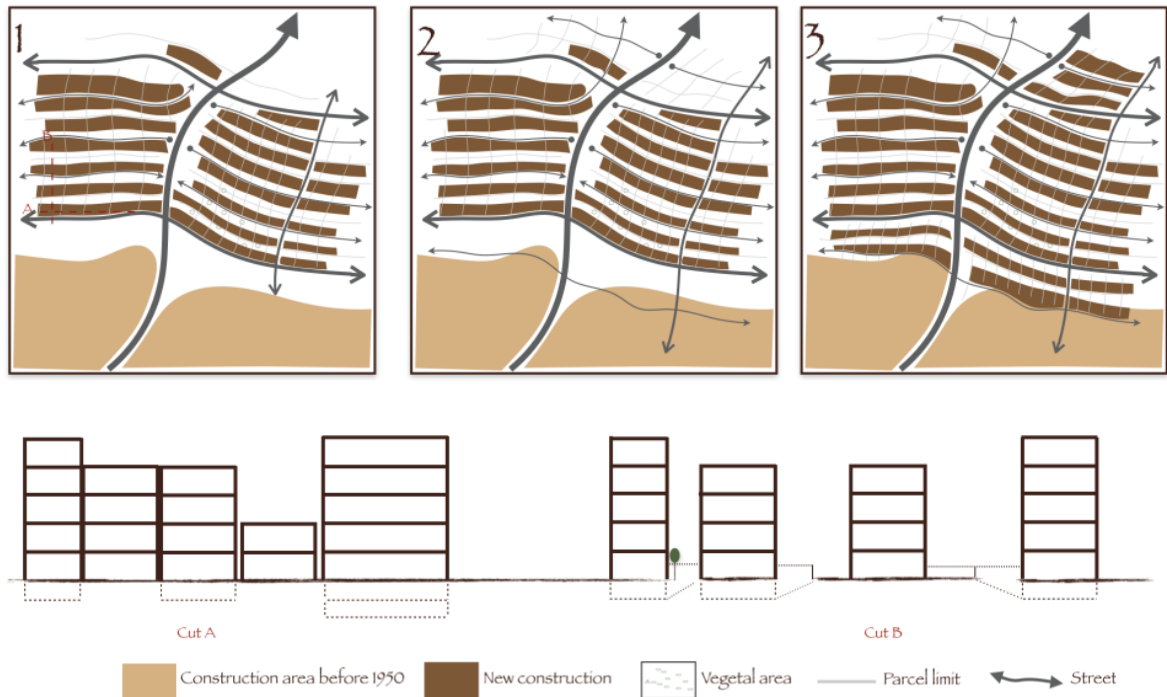 1
2
3
B
A
Cut A
Cut B
Construction area before 1950
New construction
Vegetal area
Parcel limit
Street